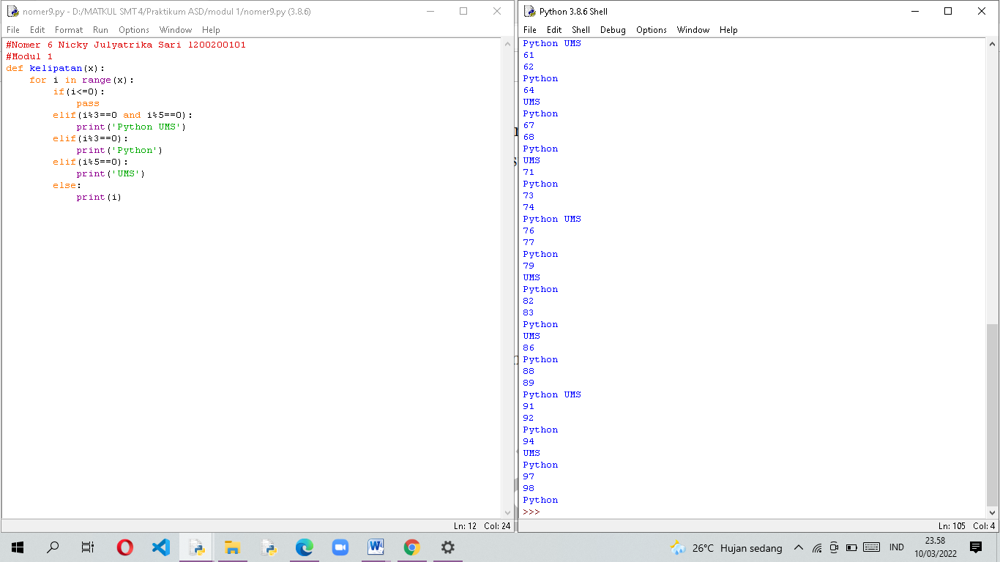 nomer9.py - D:/MATKUL SMT 4/Praktikum ASD/modul 1/nomer9.py (3.8.6)
File Edit Format Run Options Window Help
#Nomer 6 Nicky Julyatrika Sari l200200101
#Modul 1
def kelipatan(x):
    for i in range(x):
        if(i<=0):
            pass
        elif(i%3==0 and i%5==0):
            print('Python UMS')
        elif(i%3==0):
            print('Python')
        elif(i%5==0):
            print('UMS')
        else:
            print(i)
Ln: 12 Col: 24
Python 3.8.6 Shell
File Edit Shell Debug Options Window Help
Python UMS
61
62
Python
64
UMS
Python
67
68
Python
UMS
71
Python
73
74
Python UMS
76
77
Python
79
UMS
Python
82
83
Python
UMS
86
Python
88
89
Python UMS
91
92
Python
94
UMS
Python
97
98
Python
>>>
Ln: 105 Col: 4
26°C Hujan sedang
IND
23.58
10/03/2022